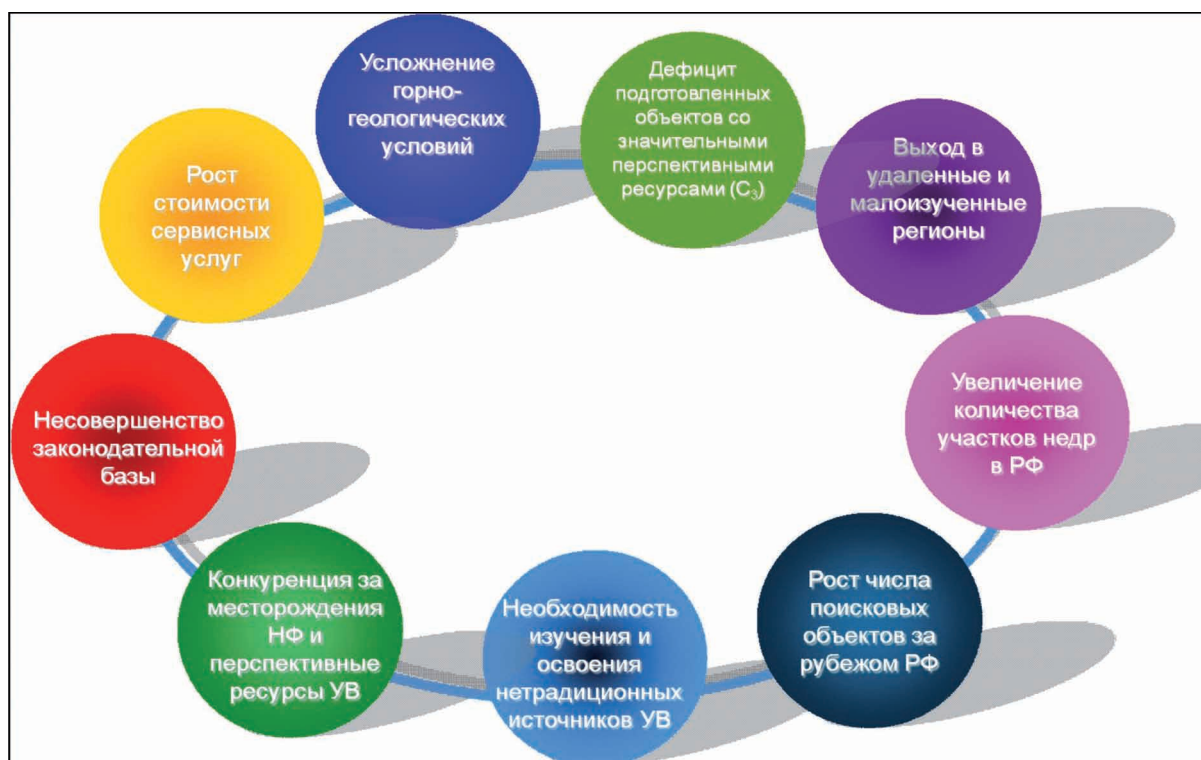 Усложнение
горно-
геологических
условий
Дефицит
подготовленных
объектов со
значительными
перспективными
ресурсами (С₃)
Выход в
удаленные и
малоизученные
регионы
Увеличение
количества
участков недр
в РФ
Рост числа
поисковых
объектов за
рубежом РФ
Необходимость
изучения и
освоения
нетрадиционных
источников УВ
Конкуренция за
месторождения
НФ и
перспективные
ресурсы УВ
Несовершенство
законодательной
базы
Рост
стоимости
сервисных
услуг